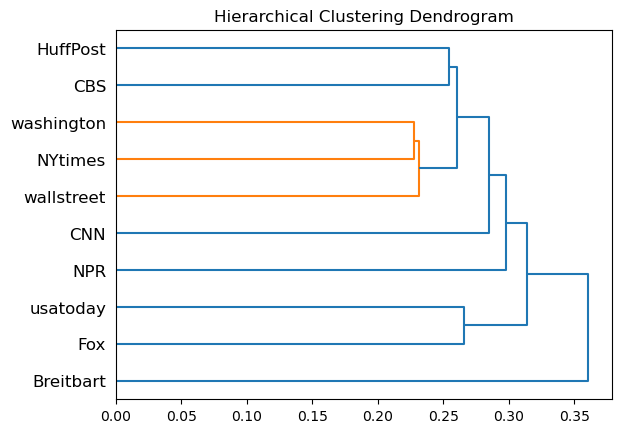 Hierarchical Clustering Dendrogram
HuffPost
CBS
washington
NYtimes
wallstreet
CNN
NPR
usatoday
Fox
Breitbart
0.00 0.05 0.10 0.15 0.20 0.25 0.30 0.35